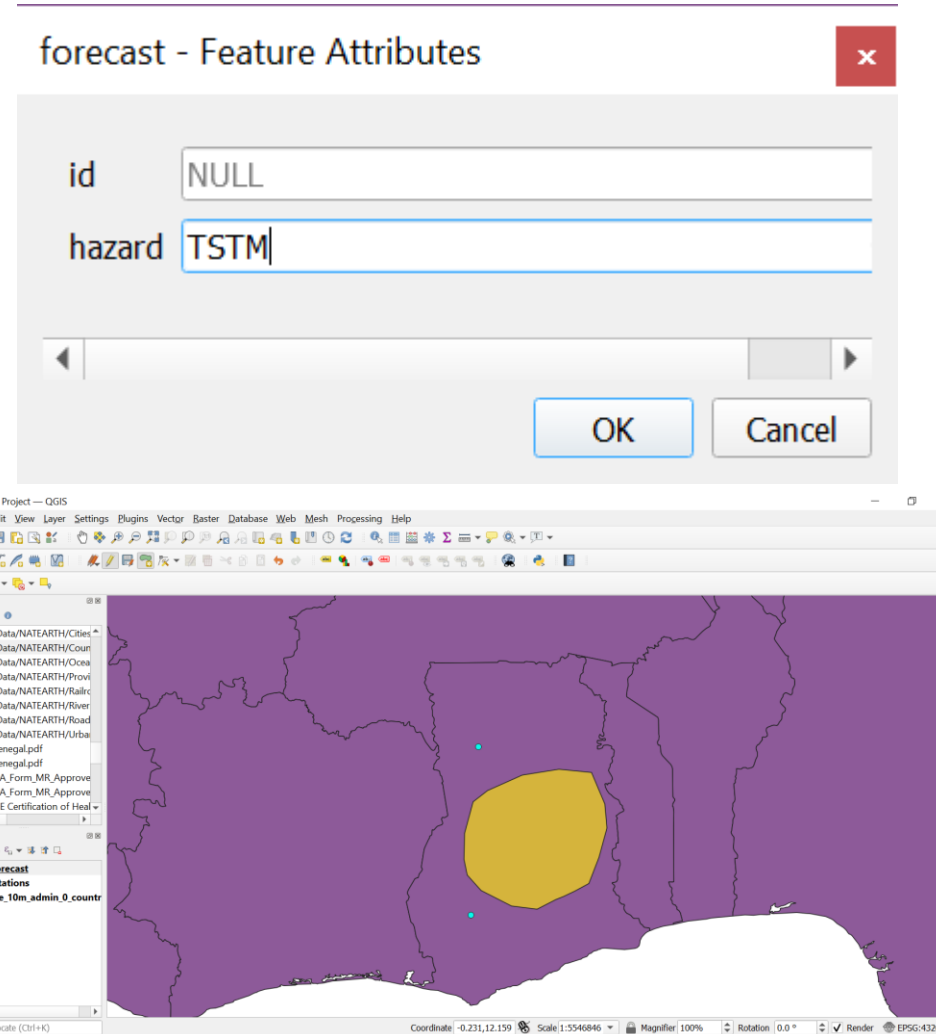 forecast - Feature Attributes
x
id NULL
hazard TSTM
OK Cancel
Project — QGIS
it View Layer Settings Plugins Vector Raster Database Web Mesh Processing Help
Data/NATEARTH/Cities
Data/NATEARTH/Coun
Data/NATEARTH/Ocea
Data/NATEARTH/Provi
Data/NATEARTH/Railro
Data/NATEARTH/River
Data/NATEARTH/Road
Data/NATEARTH/Urba
enegal.pdf
enegal.pdf
A_Form_MR_Approve
A_Form_MR_Approve
E Certification of Heal
recast
tations
e_10m_admin_0_countr
cate (Ctrl+K) Coordinate -0.231,12.159 Scale 1:5546846 Magnifier 100% Rotation 0.0 ° Render EPSG:432